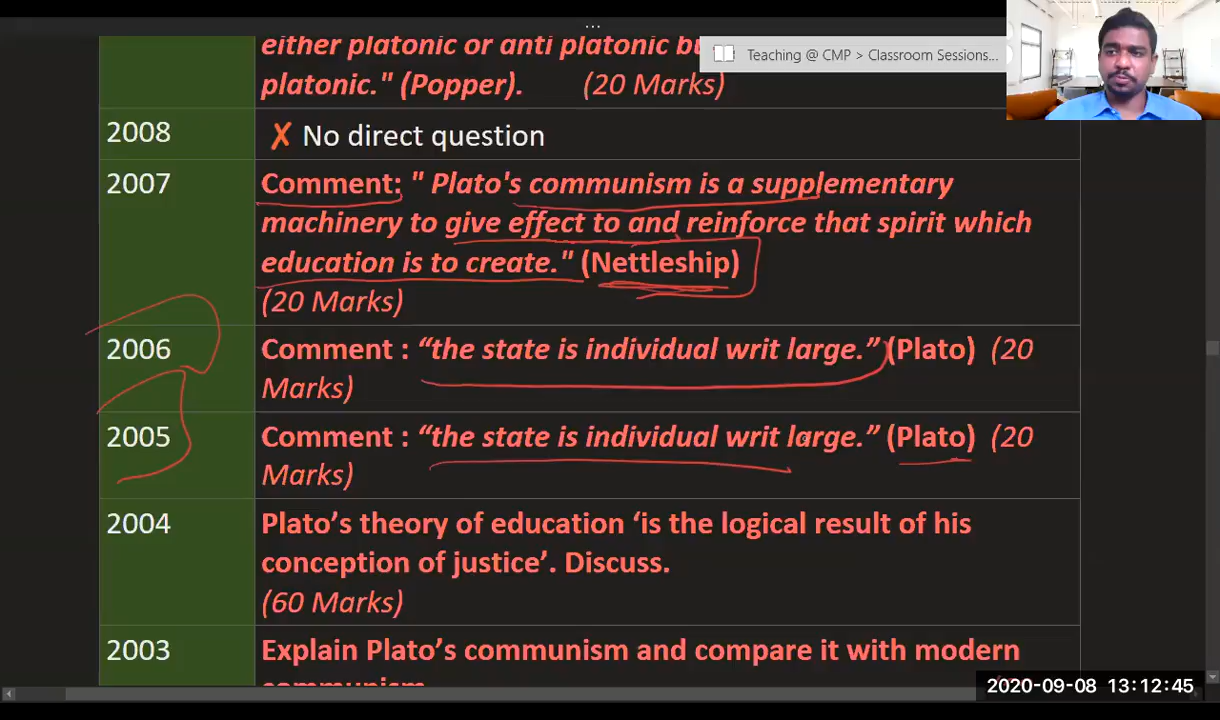 ...
either platonic or anti platonic bu
Teaching @ CMP > Classroom Sessions...
platonic." (Popper). (20 Marks)
2008 ✗ No direct question
2007 Comment: " Plato's communism is a supplementary
machinery to give effect to and reinforce that spirit which
education is to create." (Nettleship)
(20 Marks)
2006 Comment : “the state is individual writ large.” (Plato) (20
Marks)
2005 Comment : “the state is individual writ large.” (Plato) (20
Marks)
2004 Plato’s theory of education ‘is the logical result of his
conception of justice’. Discuss.
(60 Marks)
2003 Explain Plato’s communism and compare it with modern
communism
2020-09-08 13:12:45